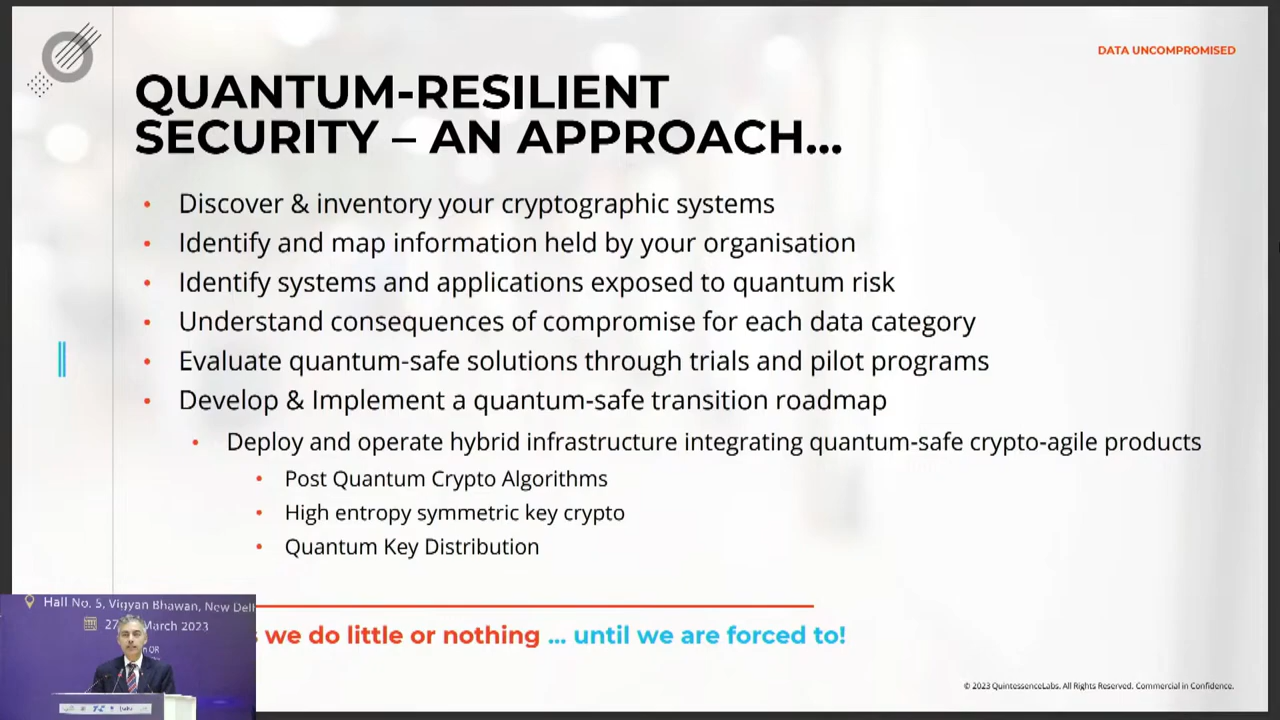 DATA UNCOMPROMISED
QUANTUM-RESILIENT
SECURITY – AN APPROACH...
• Discover & inventory your cryptographic systems
• Identify and map information held by your organisation
• Identify systems and applications exposed to quantum risk
• Understand consequences of compromise for each data category
• Evaluate quantum-safe solutions through trials and pilot programs
• Develop & Implement a quantum-safe transition roadmap
• Deploy and operate hybrid infrastructure integrating quantum-safe crypto-agile products
• Post Quantum Crypto Algorithms
• High entropy symmetric key crypto
• Quantum Key Distribution
we do little or nothing ... until we are forced to!
© 2023 QuintessenceLabs. All Rights Reserved. Commercial in Confidence.
Hall No. 5, Vigyan Bhawan, New Delh
27 March 2023